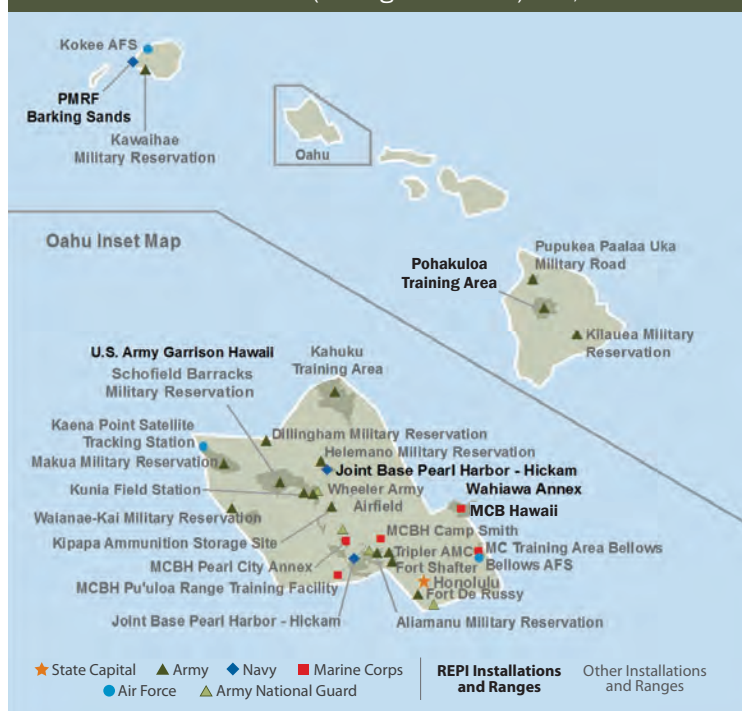 Kokee AFS
PMRF
Barking Sands
Kawaihae
Military Reservation
Oahu
Oahu Inset Map
Pupukea Paalaa Uka
Military Road
Pohakuloa
Training Area
Kilauea Military
Reservation
U.S. Army Garrison Hawaii
Schofield Barracks
Military Reservation
Kahuku
Training Area
Kaena Point Satellite
Tracking Station
Dillingham Military Reservation
Helemano Military Reservation
Makua Military Reservation
Joint Base Pearl Harbor - Hickam
Wahiawa Annex
Kunia Field Station
Wheeler Army
Airfield
MCB Hawaii
Waianae-Kai Military Reservation
Kipapa Ammunition Storage Site
MCBH Camp Smith
MCBH Pearl City Annex
Tripler AMC
MC Training Area Bellows
Fort Shafter
Bellows AFS
MCBH Pu'uloa Range Training Facility
Honolulu
Fort De Russy
Joint Base Pearl Harbor - Hickam
Aliamanu Military Reservation
State Capital
Army
Navy
Marine Corps
Air Force
Army National Guard
REPI Installations
and Ranges
Other Installations
and Ranges